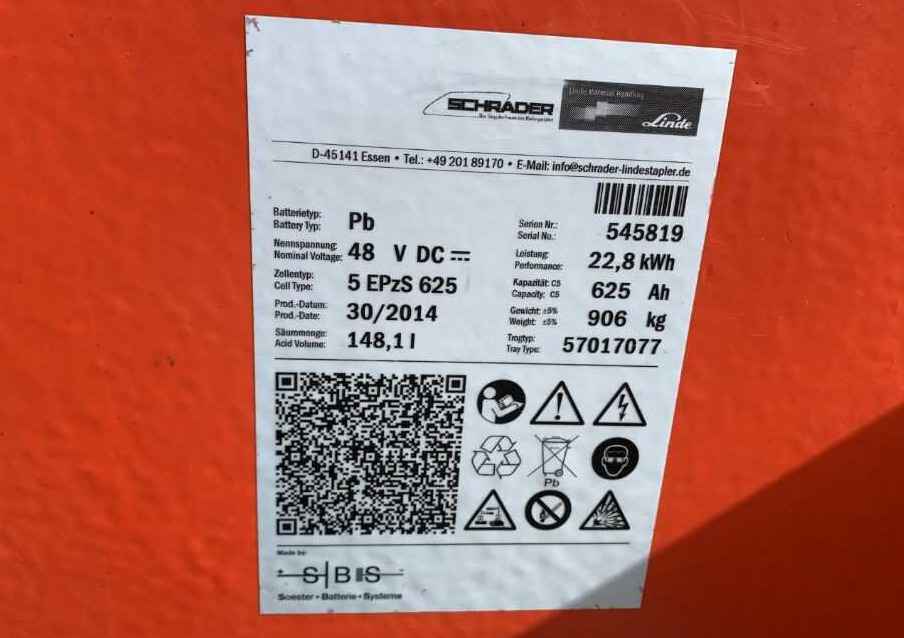 SCHRADER
Linde Material Handling
Linde
D-45141 Essen • Tel.: +49 201 89170 • E-Mail: info@schrader-lindestapler.de
Batterietyp:
Battery Typ: Pb
Serien Nr.:
Serial No.: 545819
Nennspannung:
Nominal Voltage: 48 V DC
Leistung:
Performance: 22,8 kWh
Zellentyp:
Cell Type: 5 EPzS 625
Kapazität: C5
Capacity: C5 625 Ah
Prod.-Datum:
Prod.-Date: 30/2014
Gewicht: ±5%
Weight: ±5% 906 kg
Säuremenge:
Acid Volume: 148,1 l
Trogtyp:
Tray Type: 57017077
Pb
Made by:
+ S|B|S -
Soester • Batterie • Systeme